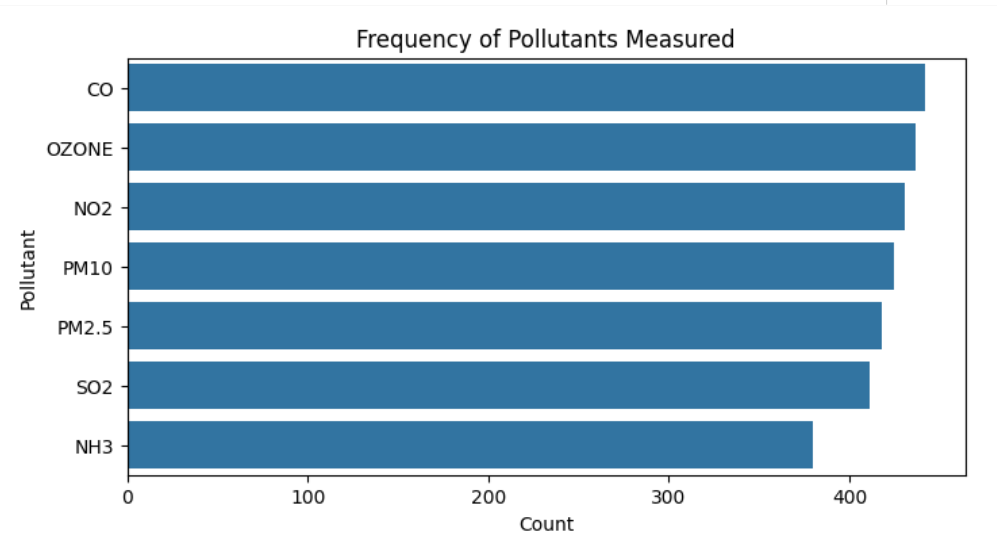 Frequency of Pollutants Measured
CO
OZONE
NO2
PM10
PM2.5
SO2
NH3
Pollutant
0 100 200 300 400
Count